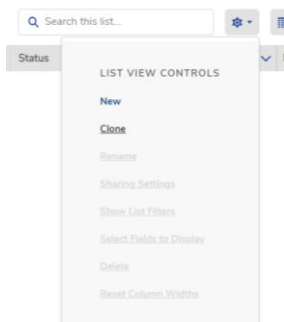 Search this list...
Status
LIST VIEW CONTROLS
New
Clone
Rename
Sharing Settings
Show List Filters
Select Fields to Display
Delete
Reset Column Widths